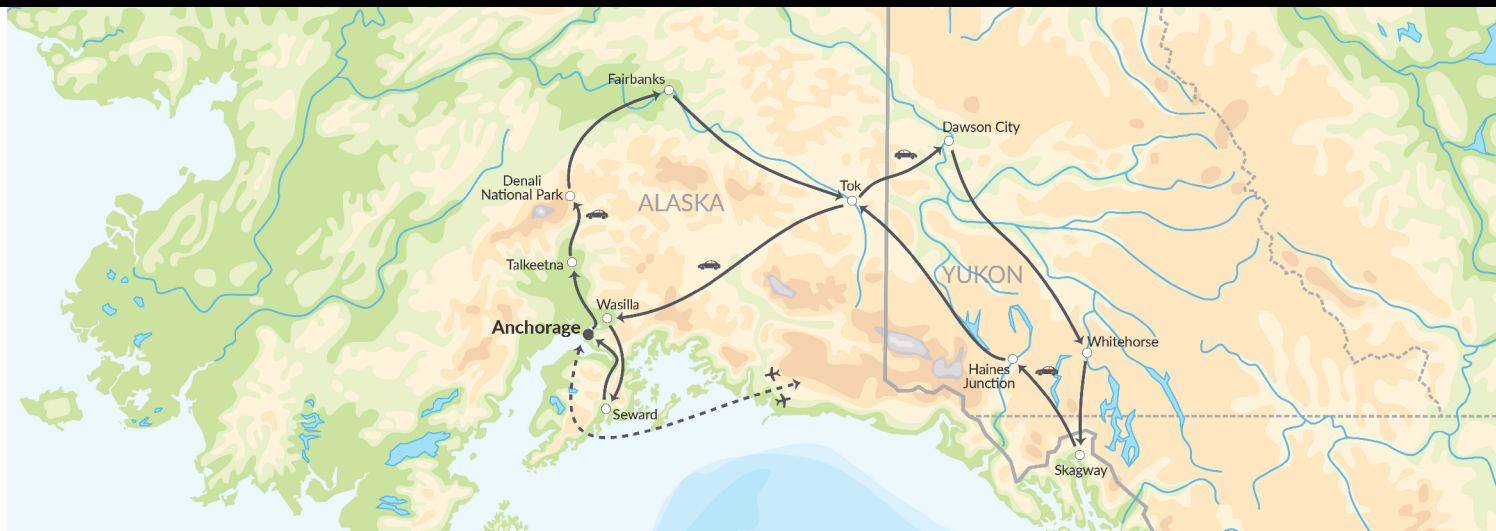 Fairbanks
Dawson City
Denali
National Park
Tok
ALASKA
Talkeetna
YUKON
Wasilla
Anchorage
Whitehorse
Haines
Junction
Seward
Skagway